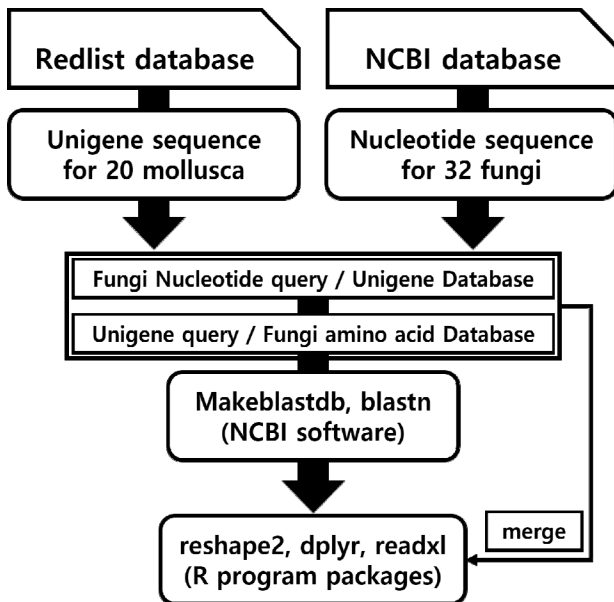 Redlist database
NCBI database
Unigene sequence
for 20 mollusca
Nucleotide sequence
for 32 fungi
Fungi Nucleotide query / Unigene Database
Unigene query / Fungi amino acid Database
Makeblastdb, blastn
(NCBI software)
merge
reshape2, dplyr, readxl
(R program packages)